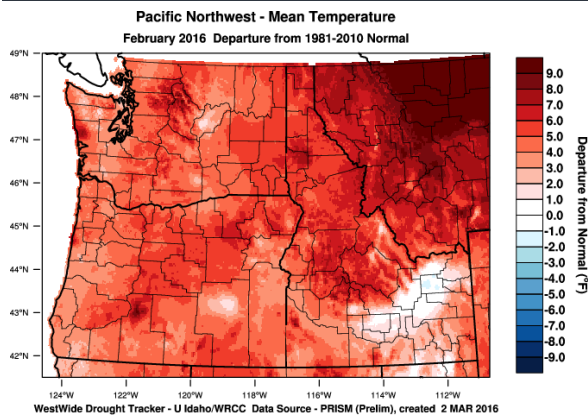 Pacific Northwest - Mean Temperature
February 2016 Departure from 1981-2010 Normal
49°N
48°N
47°N
46°N
45°N
44°N
43°N
42°N
124°W
122°W
120°W
118°W
116°W
114°W
112°W
9.0
8.0
7.0
6.0
5.0
4.0
3.0
2.0
1.0
0.0
-1.0
-2.0
-3.0
-4.0
-5.0
-6.0
-7.0
-8.0
-9.0
Departure from Normal (°F)
WestWide Drought Tracker - U Idaho/WRCC Data Source - PRISM (Prelim), created 2 MAR 2016